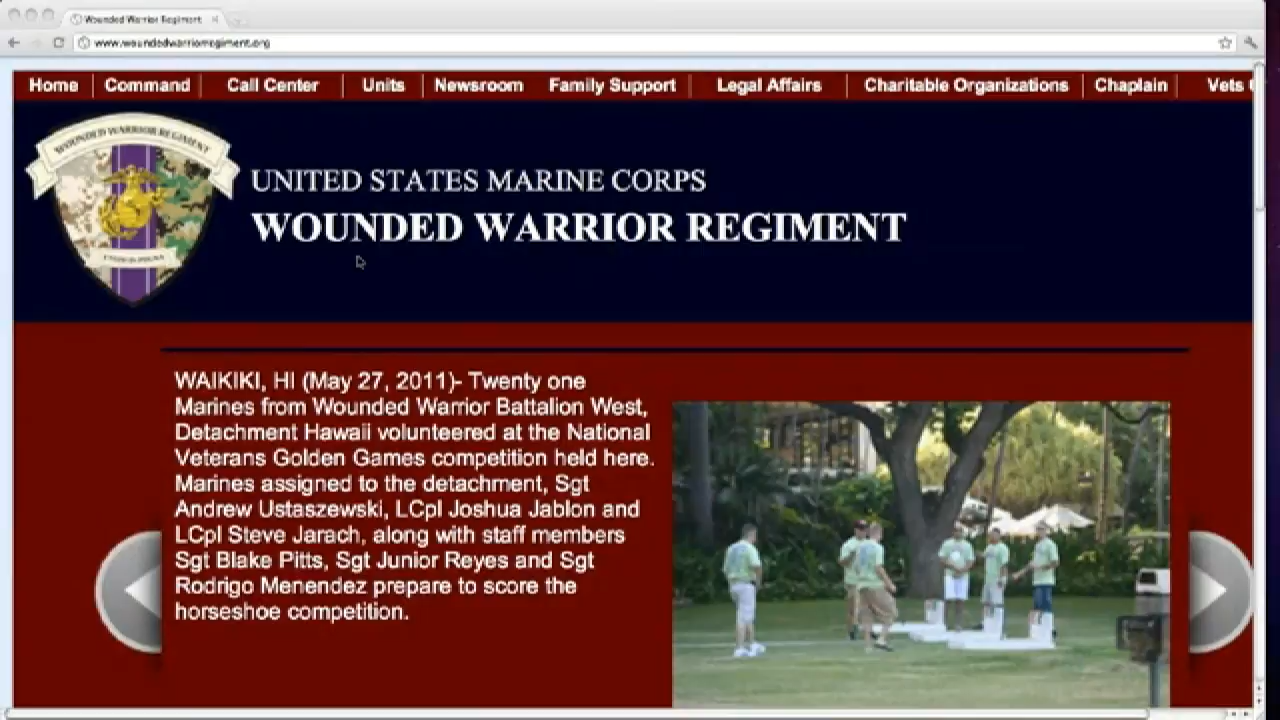 Wounded Warrior Regiment
www.woundedwarriorregiment.org
Home Command Call Center Units Newsroom Family Support Legal Affairs Charitable Organizations Chaplain Vets
WOUNDED WARRIOR REGIMENT
UNITED STATES MARINE CORPS
WOUNDED WARRIOR REGIMENT
WAIKIKI, HI (May 27, 2011)- Twenty one
Marines from Wounded Warrior Battalion West,
Detachment Hawaii volunteered at the National
Veterans Golden Games competition held here.
Marines assigned to the detachment, Sgt
Andrew Ustaszewski, LCpl Joshua Jablon and
LCpl Steve Jarach, along with staff members
Sgt Blake Pitts, Sgt Junior Reyes and Sgt
Rodrigo Menendez prepare to score the
horseshoe competition.